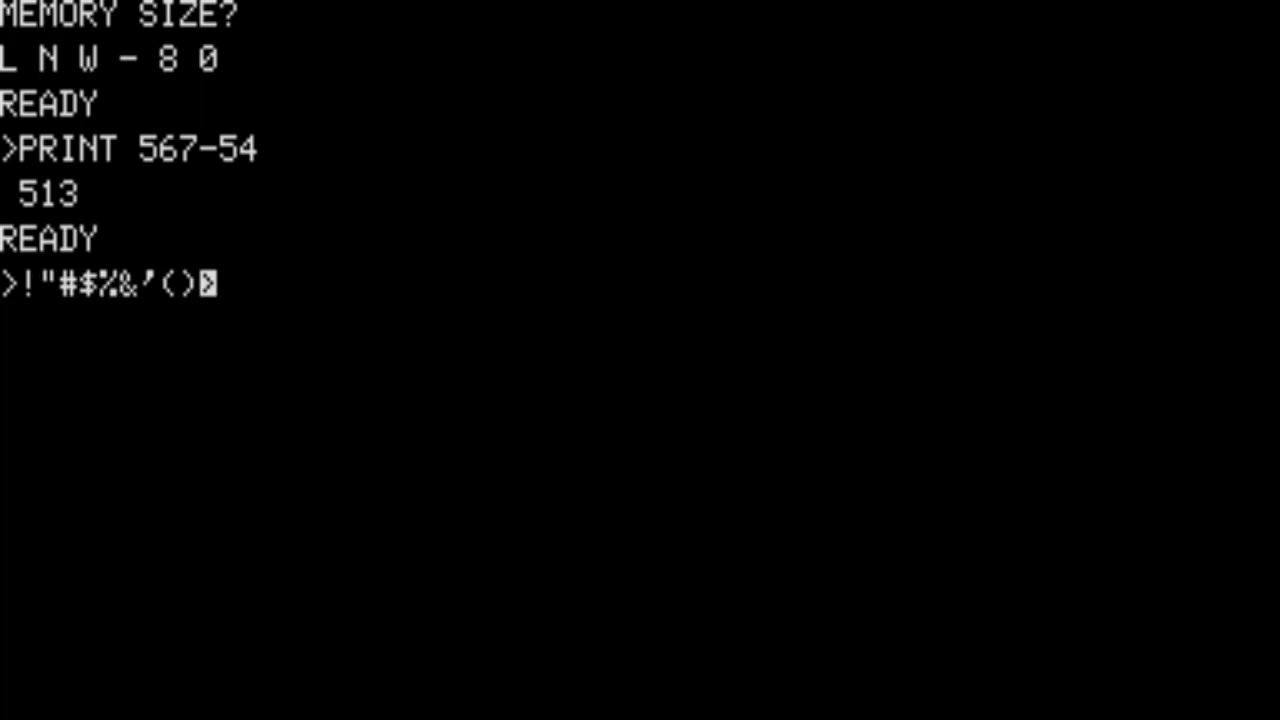 MEMORY SIZE?
L N W - 8 0
READY
>PRINT 567-54
 513
READY
>!"#$%&'()